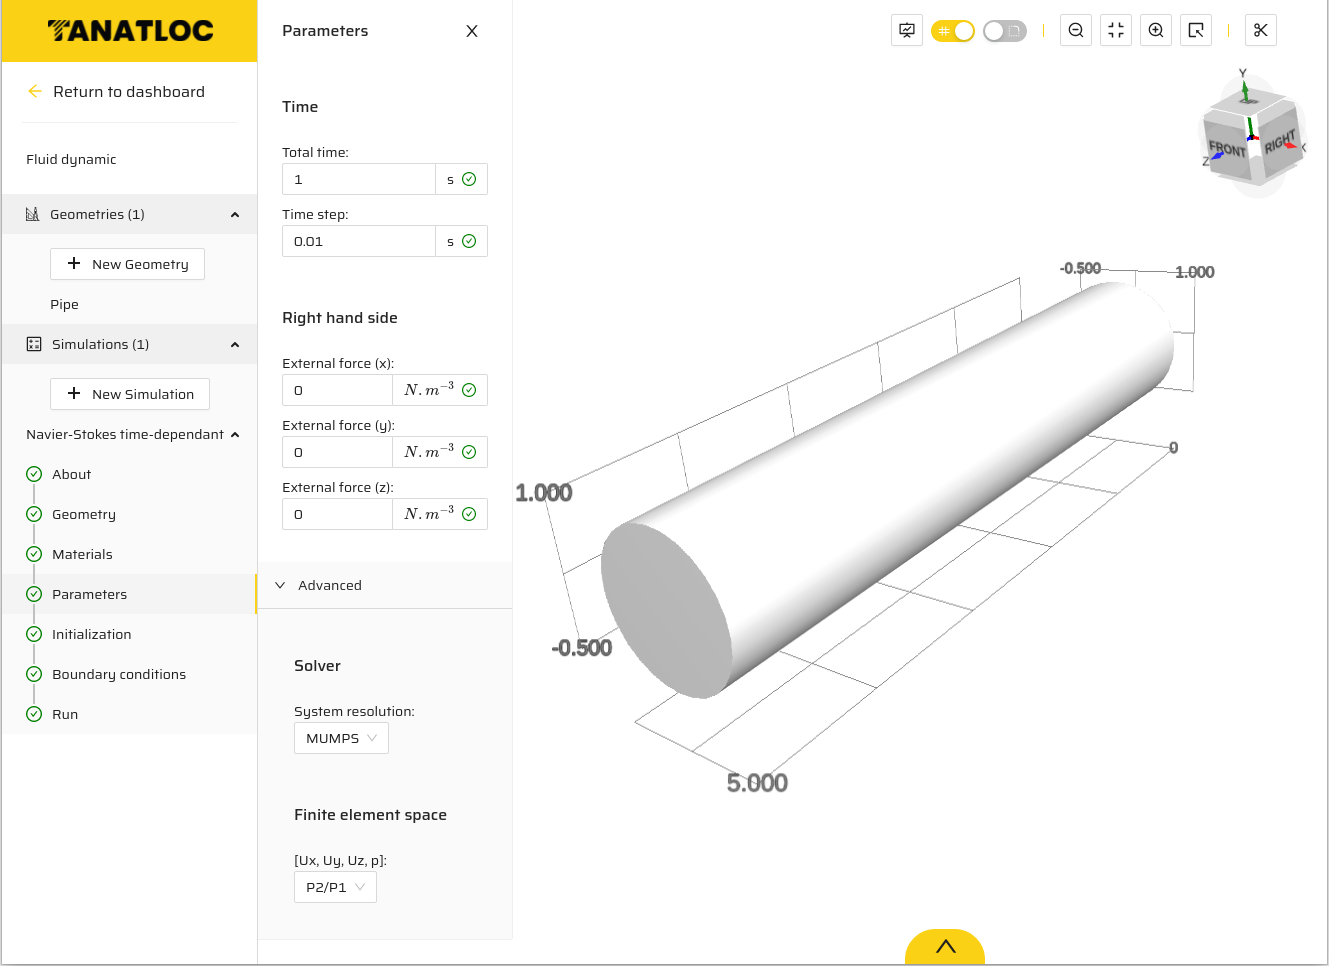 TANATLOC
Return to dashboard
Fluid dynamic
Geometries (1)
New Geometry
Pipe
Simulations (1)
New Simulation
Navier-Stokes time-dependant
About
Geometry
Materials
Parameters
Initialization
Boundary conditions
Run
Parameters
Time
Total time:
1 s
Time step:
0.01 s
Right hand side
External force (x):
0 N.m⁻³
External force (y):
0 N.m⁻³
External force (z):
0 N.m⁻³
Advanced
Solver
System resolution:
MUMPS
Finite element space
[Ux, Uy, Uz, p]:
P2/P1
Y
FRONT
RIGHT
Z
X
-0.500
1.000
0
1.000
-0.500
5.000